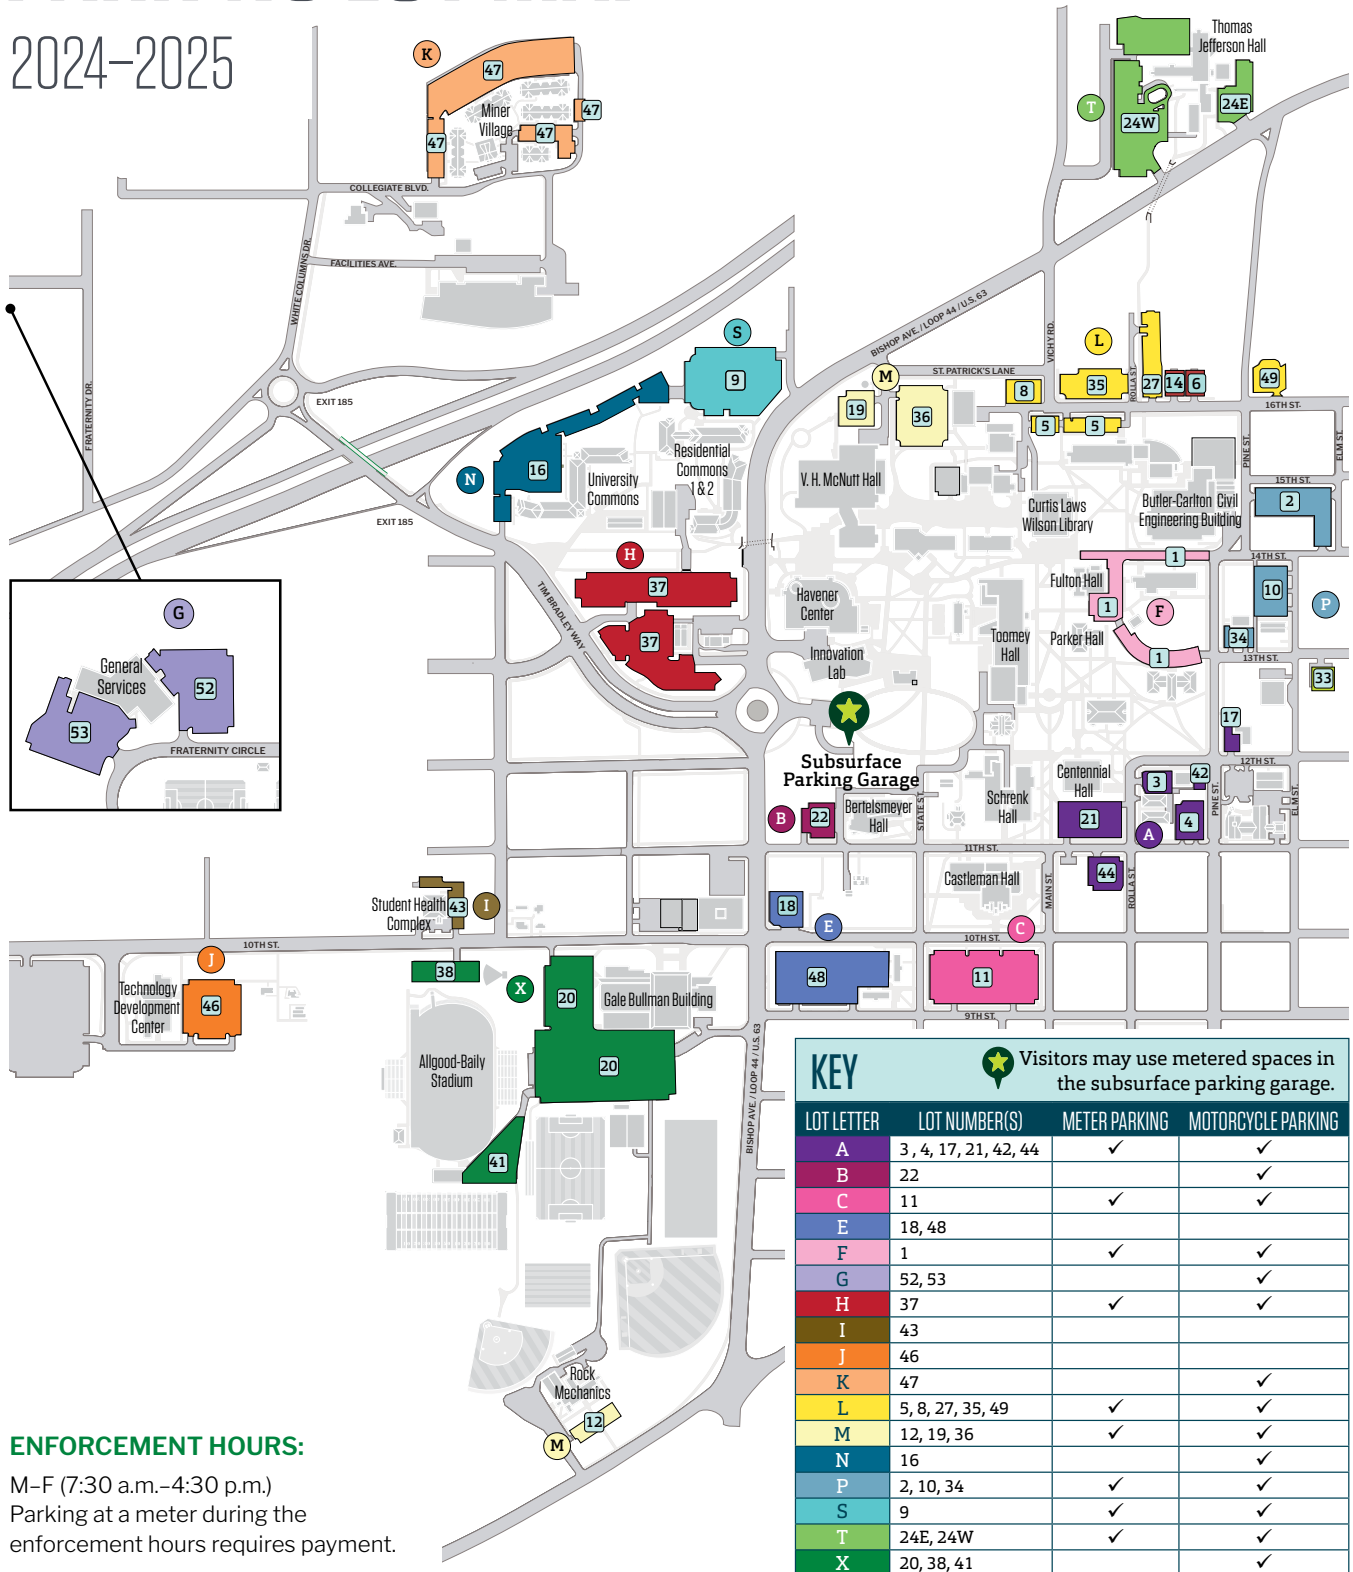 2024–2025
K
47
47
47
47
Miner
Village
Thomas
Jefferson Hall
T
24E
24W
COLLEGIATE BLVD.
WHITE COLUMNS DR.
FACILITIES AVE.
FRATERNITY DR.
EXIT 185
EXIT 185
BISHOP AVE. / LOOP 44 / U.S. 63
VICHY RD.
ST. PATRICK'S LANE
ROLLA ST.
16TH ST.
PINE ST.
ELM ST.
15TH ST.
14TH ST.
S
9
L
M
8
35
27
14
6
49
19
36
5
5
N
16
University
Commons
Residential
Commons
1 & 2
V. H. McNutt Hall
Curtis Laws
Wilson Library
Butler-Carlton Civil
Engineering Building
2
H
37
37
TIM BRADLEY WAY
Havener
Center
Innovation
Lab
Toomey
Hall
Fulton Hall
Parker Hall
1
1
1
F
10
P
34
13TH ST.
33
17
G
General
Services
52
53
FRATERNITY CIRCLE
Subsurface
Parking Garage
B
22
Bertelsmeyer
Hall
STATE ST.
Schrenk
Hall
Centennial
Hall
21
3
42
4
A
12TH ST.
PINE ST.
ELM ST.
11TH ST.
44
Castleman Hall
MAIN ST.
ROLLA ST.
Student Health
Complex
43
I
18
E
C
10TH ST.
10TH ST.
J
46
Technology
Development
Center
38
X
20
Gale Bullman Building
48
11
9TH ST.
Allgood-Baily
Stadium
20
41
BISHOP AVE. / LOOP 44 / U.S. 63
Rock
Mechanics
12
M
KEY
Visitors may use metered spaces in
the subsurface parking garage.
LOT LETTER LOT NUMBER(S) METER PARKING MOTORCYCLE PARKING
A 3 , 4, 17, 21, 42, 44 ✓ ✓
B 22 ✓
C 11 ✓ ✓
E 18, 48
F 1 ✓ ✓
G 52, 53 ✓
H 37 ✓ ✓
I 43
J 46
K 47 ✓
L 5, 8, 27, 35, 49 ✓ ✓
M 12, 19, 36 ✓ ✓
N 16 ✓
P 2, 10, 34 ✓ ✓
S 9 ✓ ✓
T 24E, 24W ✓ ✓
X 20, 38, 41 ✓
ENFORCEMENT HOURS:
M–F (7:30 a.m.–4:30 p.m.)
Parking at a meter during the
enforcement hours requires payment.